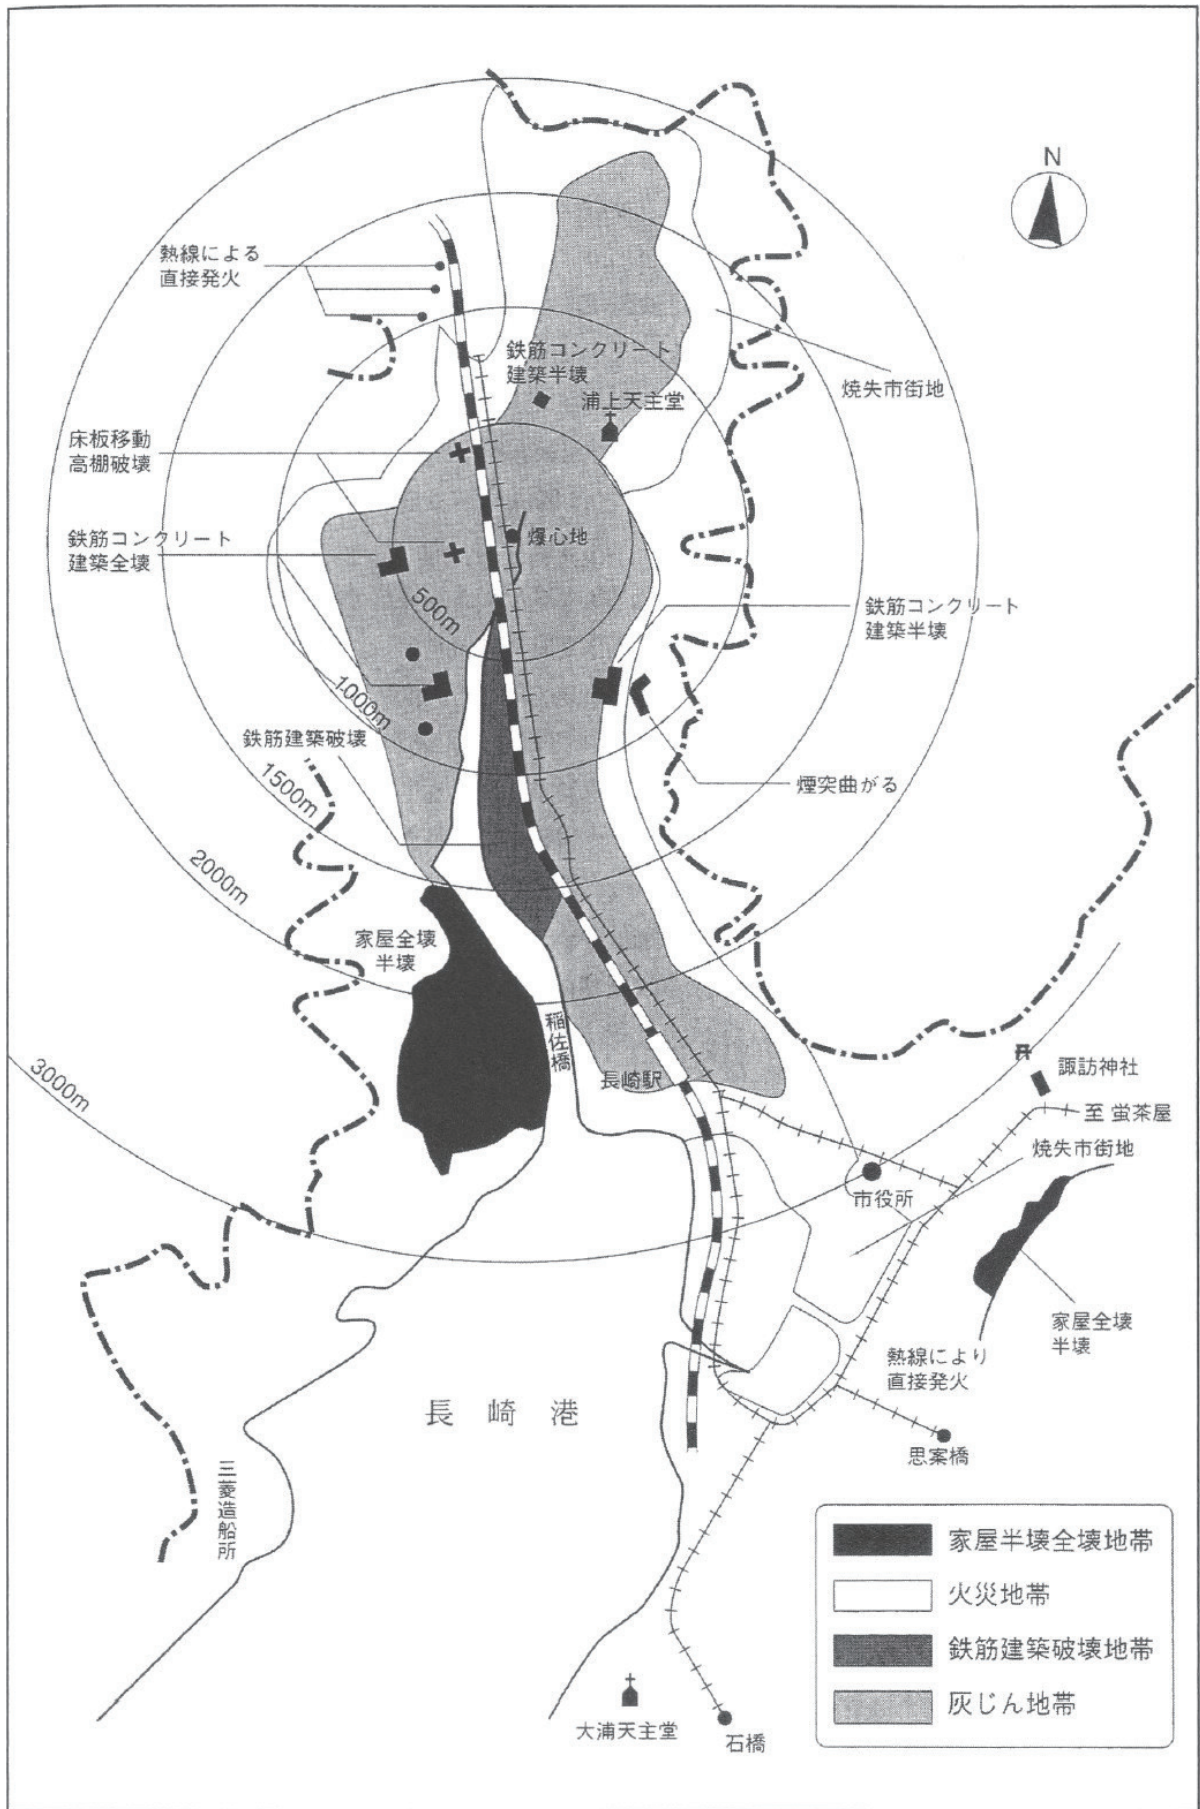 N
熱線による
直接発火
鉄筋コンクリート
建築半壊
浦上天主堂
焼失市街地
床板移動
高棚破壊
鉄筋コンクリート
建築全壊
爆心地
500m
鉄筋コンクリート
建築半壊
1000m
鉄筋建築破壊
煙突曲がる
1500m
2000m
家屋全壊
半壊
稲佐橋
3000m
長崎駅
諏訪神社
至 蛍茶屋
焼失市街地
市役所
家屋全壊
半壊
熱線により
直接発火
長崎港
思案橋
三菱造船所
家屋半壊全壊地帯
火災地帯
鉄筋建築破壊地帯
灰じん地帯
大浦天主堂
石橋